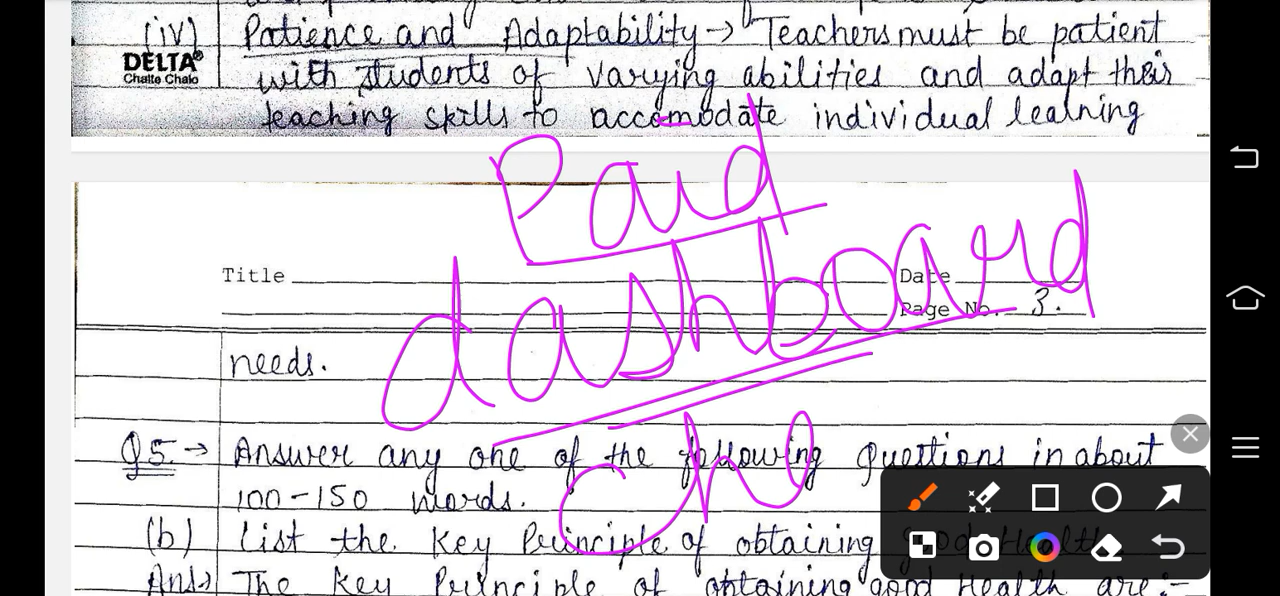 (iv) Patience and Adaptability → Teachers must be patient
DELTA®
Chalte Chalo
with students of varying abilities and adapt their
teaching skills to accomodate individual learning
Paid
dashboard
Title
Date
Page No. 3.
needs.
Q5.→ Answer any one of the following questions in about
100-150 words.
(b) List the Key Principle of obtaining good Health
Ans→ The Key Principle of obtaining good Health are:-